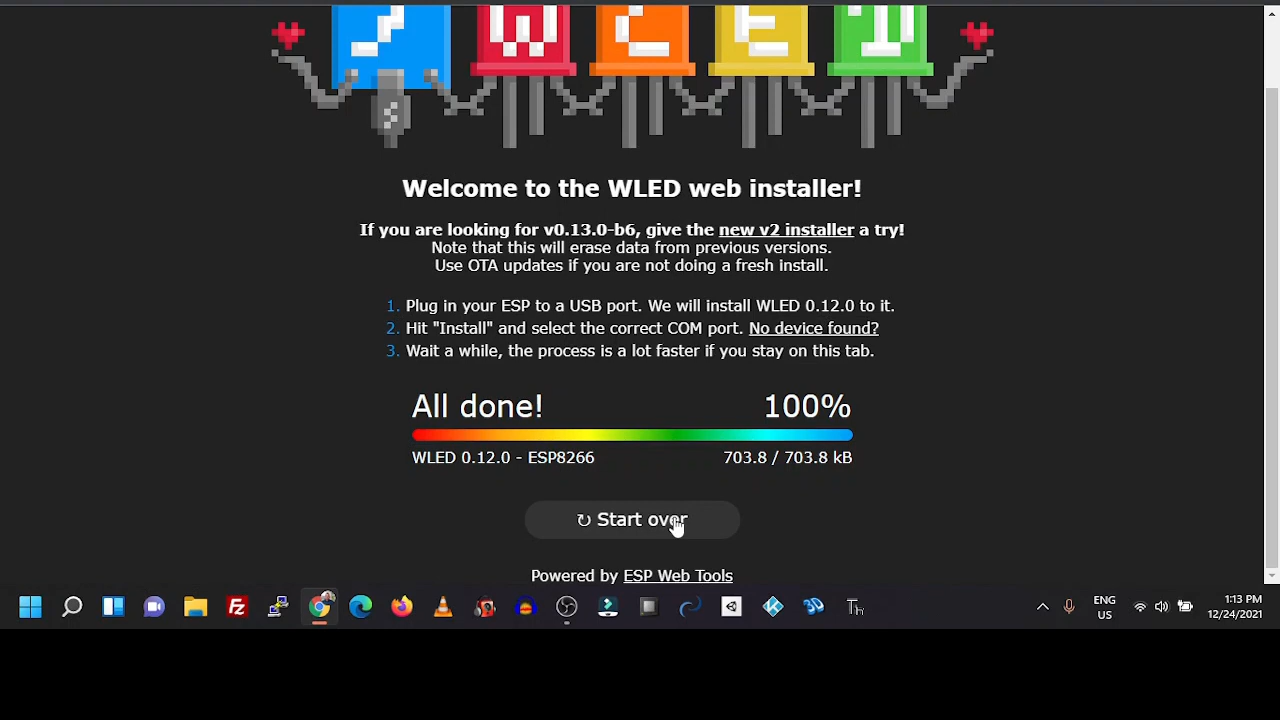 WLED
Welcome to the WLED web installer!
If you are looking for v0.13.0-b6, give the new v2 installer a try!
Note that this will erase data from previous versions.
Use OTA updates if you are not doing a fresh install.
1. Plug in your ESP to a USB port. We will install WLED 0.12.0 to it.
2. Hit "Install" and select the correct COM port. No device found?
3. Wait a while, the process is a lot faster if you stay on this tab.
All done! 100%
WLED 0.12.0 - ESP8266 703.8 / 703.8 kB
↻ Start over
Powered by ESP Web Tools
Fz
Th
ENG
US
1:13 PM
12/24/2021